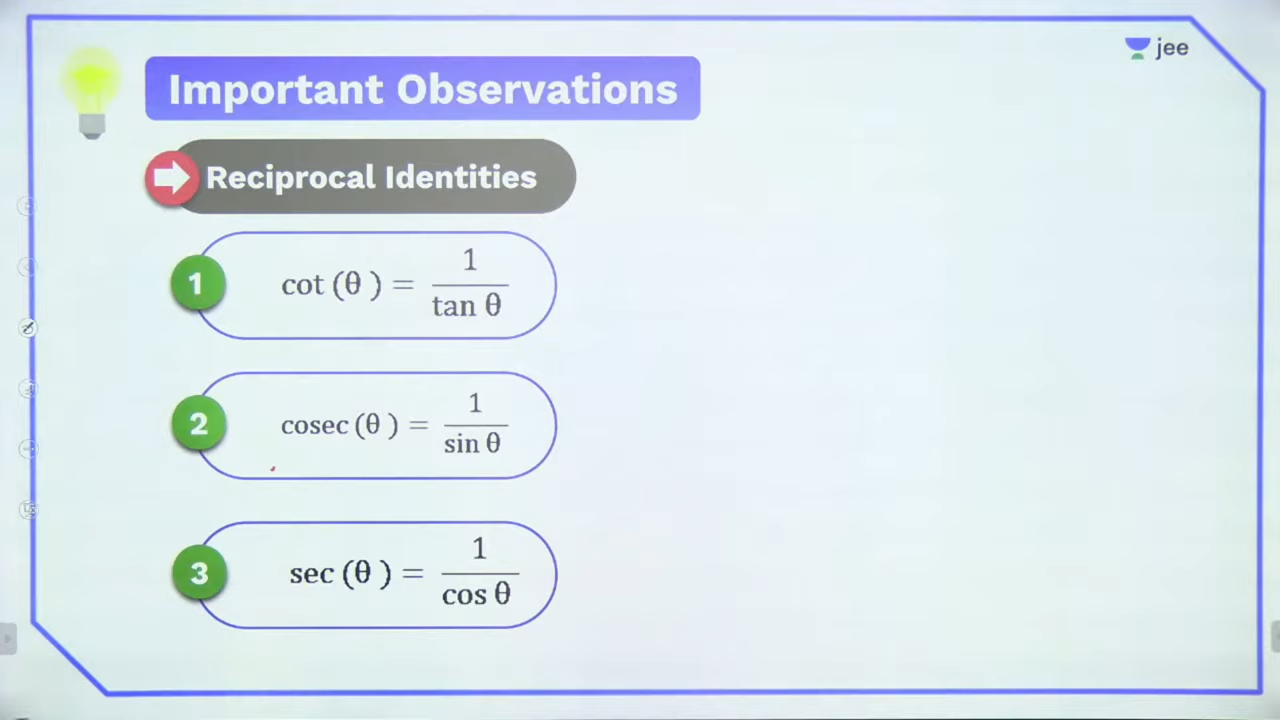 jee
Important Observations
Reciprocal Identities
1 cot (θ ) = 1 / tan θ
2 cosec (θ ) = 1 / sin θ
3 sec (θ ) = 1 / cos θ